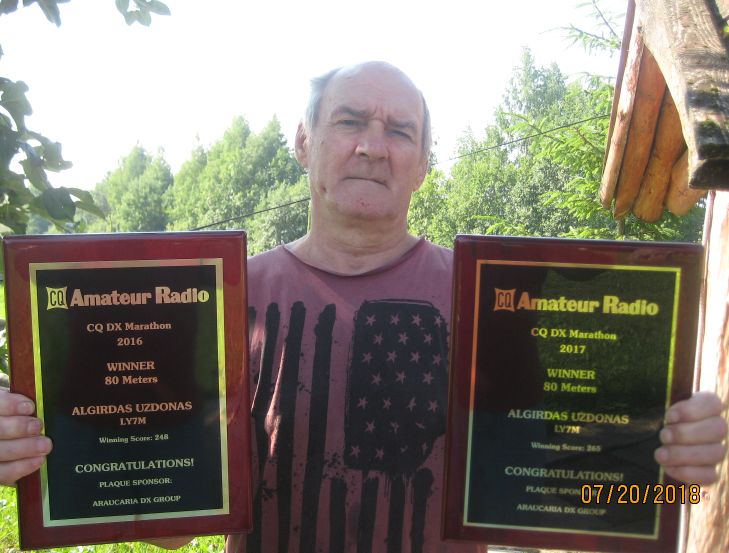 CQ Amateur Radio
CQ DX Marathon
2016
WINNER
80 Meters
ALGIRDAS UZDONAS
LY7M
Winning Score: 248
CONGRATULATIONS!
PLAQUE SPONSOR:
ARAUCARIA DX GROUP
CQ Amateur Radio
CQ DX Marathon
2017
WINNER
80 Meters
ALGIRDAS UZDONAS
LY7M
Winning Score: 265
CONGRATULATIONS!
PLAQUE
ARAUCARIA DX GROUP
07/20/2018